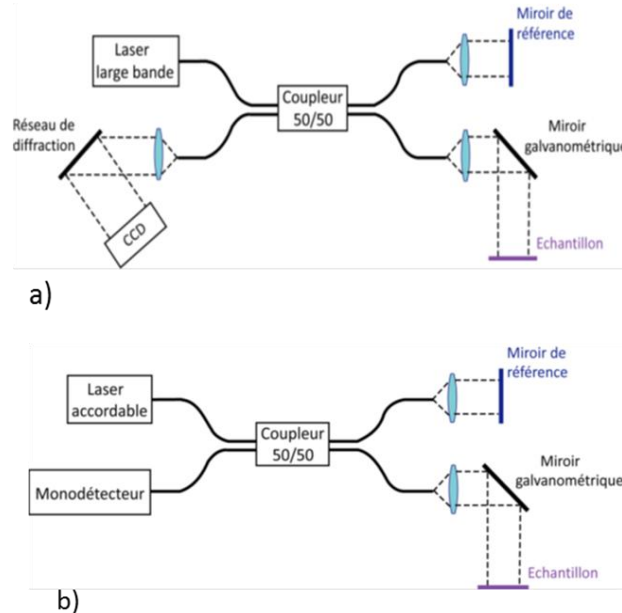 Laser
large bande
Coupleur
50/50
Miroir de
référence
Réseau de
diffraction
CCD
Miroir
galvanométrique
Echantillon
a)
Laser
accordable
Coupleur
50/50
Monodétecteur
Miroir de
référence
Miroir
galvanométrique
Echantillon
b)